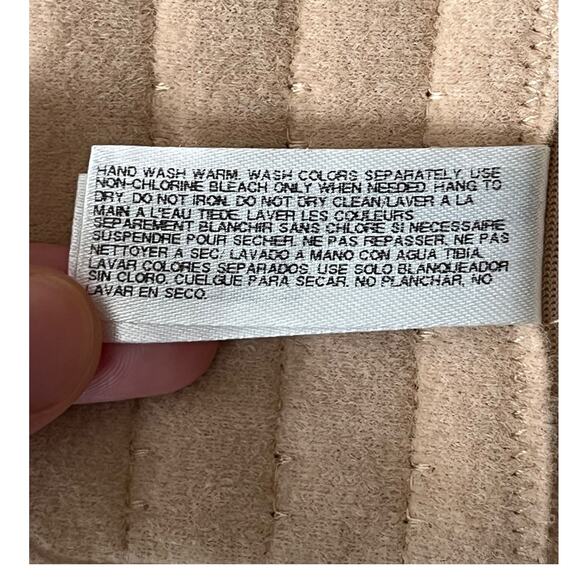 HAND WASH WARM. WASH COLORS SEPARATELY. USE
NON-CHLORINE BLEACH ONLY WHEN NEEDED. HANG TO
DRY. DO NOT IRON. DO NOT DRY CLEAN/LAVER A LA
MAIN A L'EAU TIEDE. LAVER LES COULEURS
SEPAREMENT BLANCHIR SANS CHLORE SI NECESSAIRE
SUSPENDRE POUR SECHER. NE PAS REPASSER. NE PAS
NETTOYER A SEC/ LAVADO A MANO CON AGUA TIBIA.
LAVAR COLORES SEPARADOS. USE SOLO BLANQUEADOR
SIN CLORO. CUELGUE PARA SECAR. NO PLANCHAR. NO
LAVAR EN SECO.